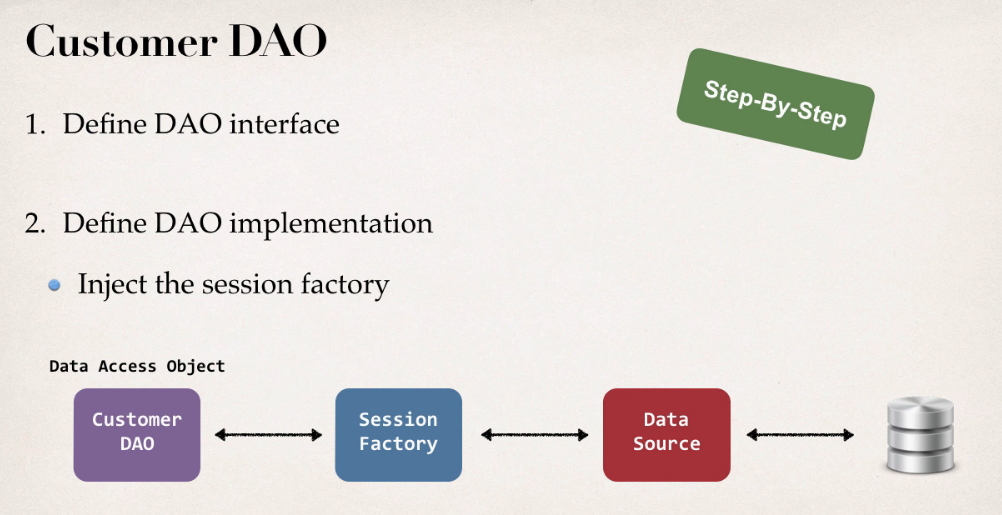 Customer DAO
Step-By-Step
1. Define DAO interface
2. Define DAO implementation
Inject the session factory
Data Access Object
Customer
DAO
Session
Factory
Data
Source